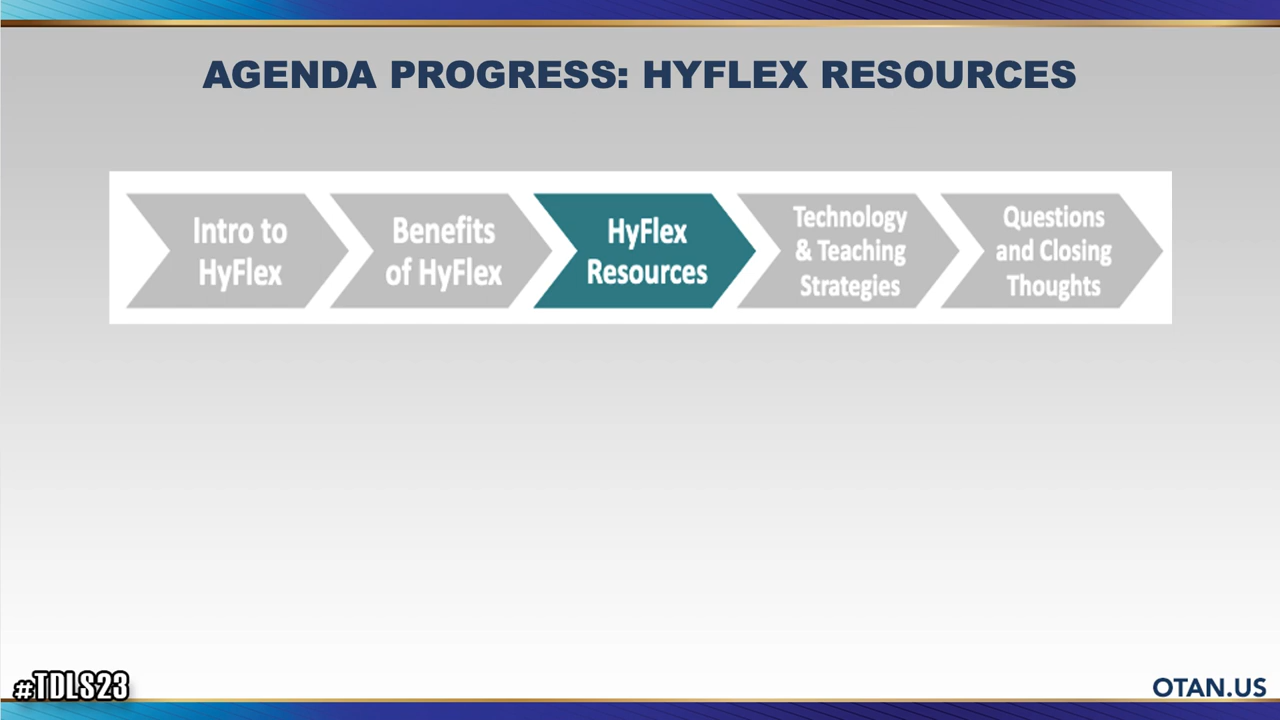 AGENDA PROGRESS: HYFLEX RESOURCES
Intro to
HyFlex
Benefits
of HyFlex
HyFlex
Resources
Technology
& Teaching
Strategies
Questions
and Closing
Thoughts
#TDLS23
OTAN.US